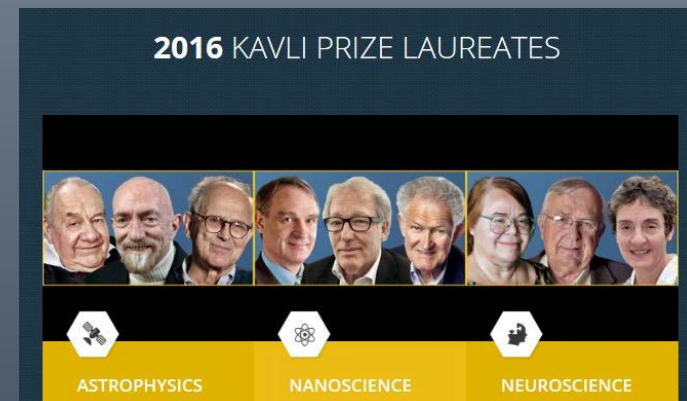 2016 KAVLI PRIZE LAUREATES
ASTROPHYSICS NANOSCIENCE NEUROSCIENCE